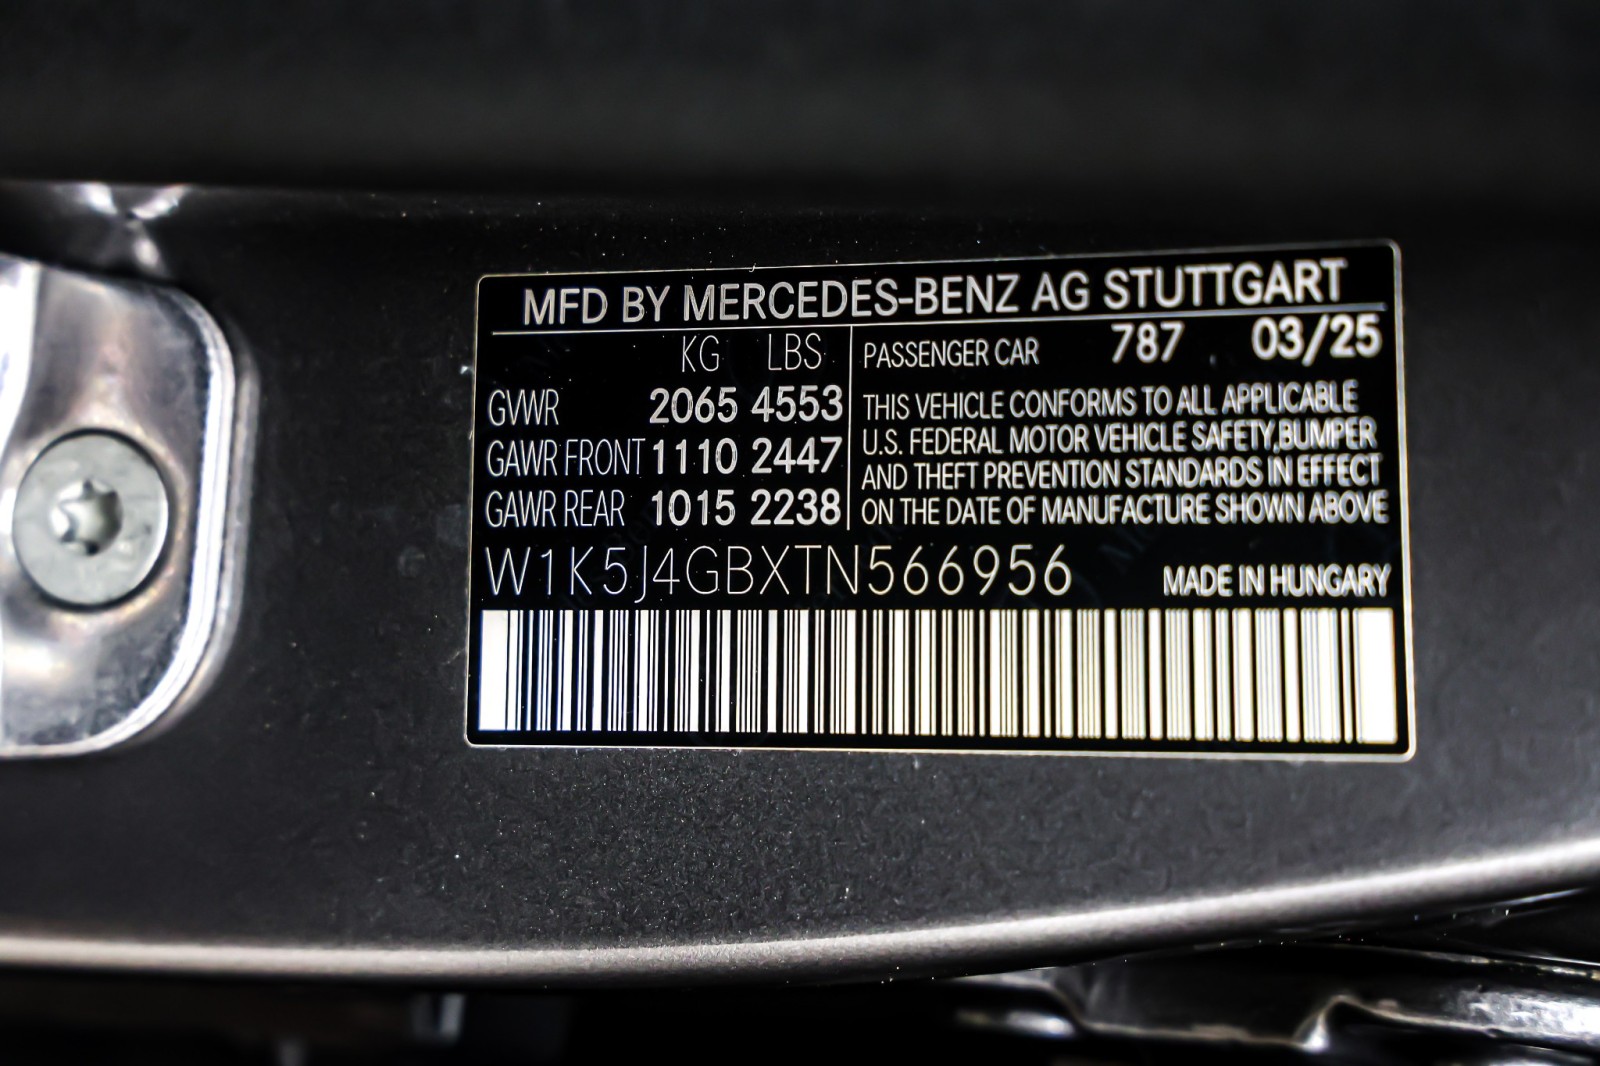 MFD BY MERCEDES-BENZ AG STUTTGART
KG LBS
GVWR 2065 4553
GAWR FRONT 1110 2447
GAWR REAR 1015 2238
PASSENGER CAR 787 03/25
THIS VEHICLE CONFORMS TO ALL APPLICABLE
U.S. FEDERAL MOTOR VEHICLE SAFETY,BUMPER
AND THEFT PREVENTION STANDARDS IN EFFECT
ON THE DATE OF MANUFACTURE SHOWN ABOVE
W1K5J4GBXTN566956
MADE IN HUNGARY